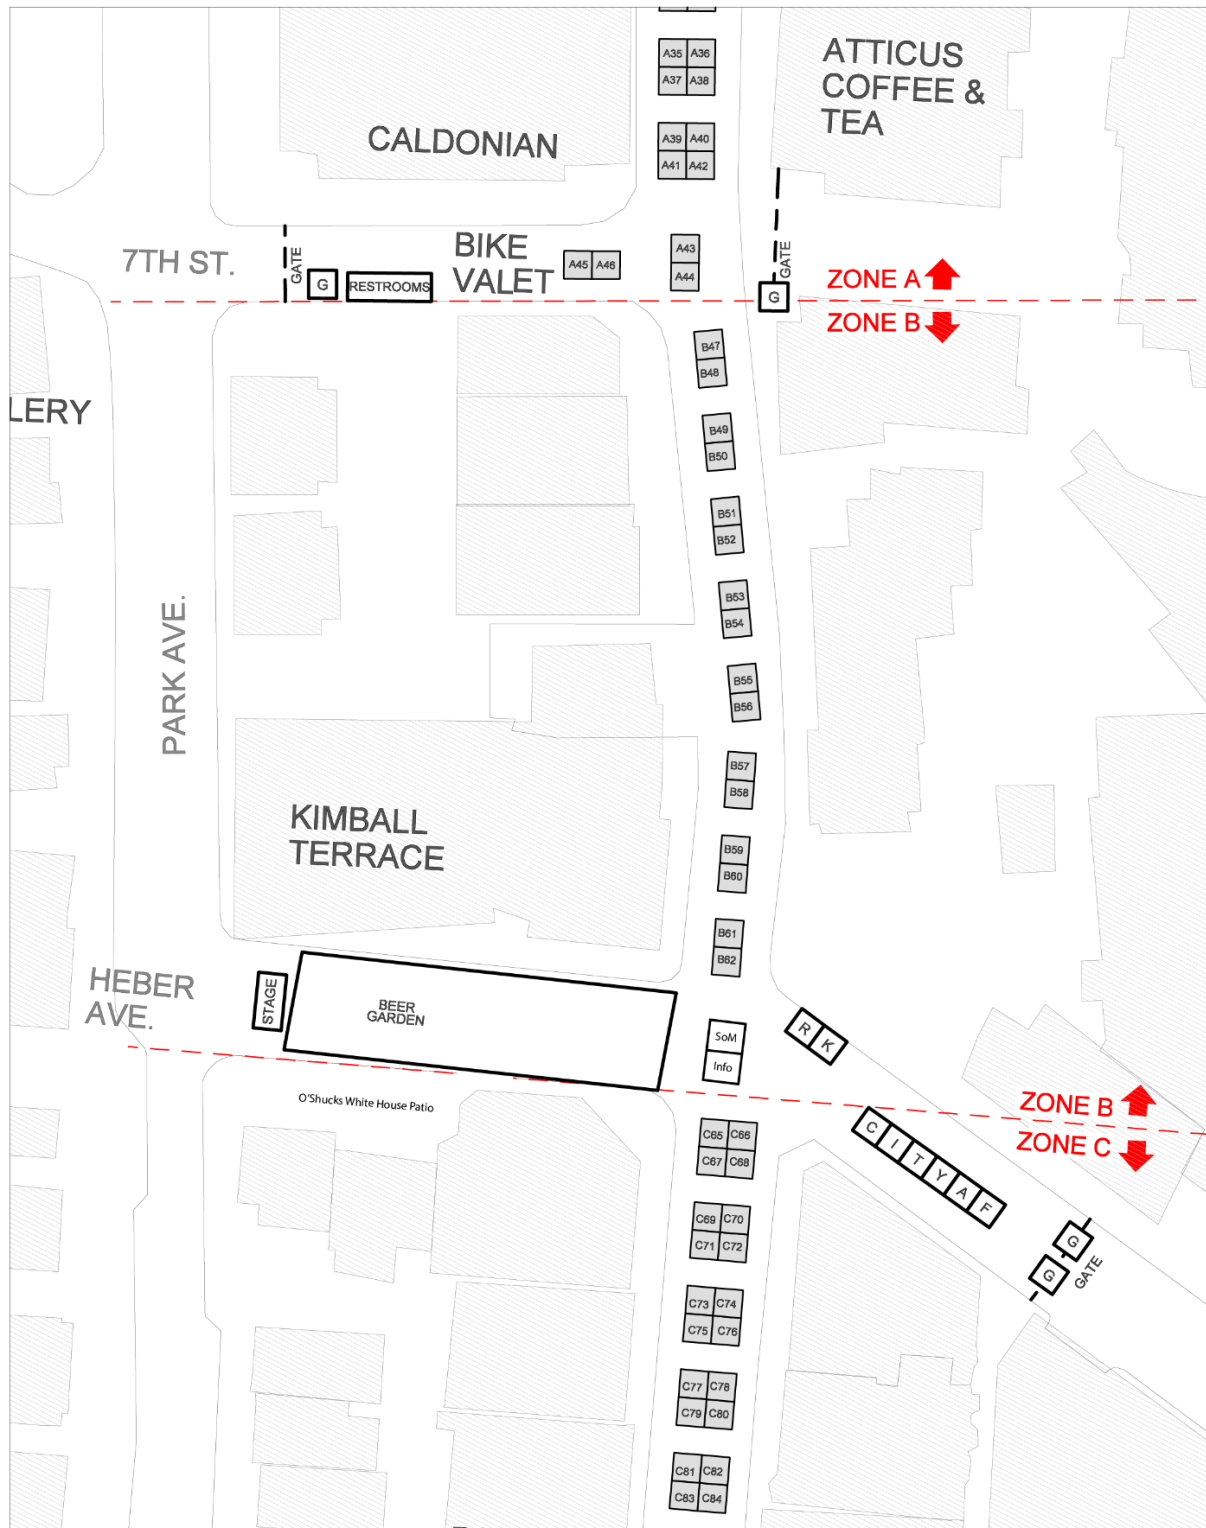 A35 A36
A37 A38
ATTICUS
COFFEE &
TEA
CALDONIAN
A39 A40
A41 A42
7TH ST.
GATE
G
RESTROOMS
BIKE
VALET
A45 A46
A43
A44
GATE
G
ZONE A
ZONE B
B47
B48
LERY
B49
B50
B51
B52
B53
B54
PARK AVE.
B55
B56
B57
B58
KIMBALL
TERRACE
B59
B60
B61
B62
HEBER
AVE.
STAGE
BEER
GARDEN
SoM
Info
R K
O'Shucks White House Patio
ZONE B
ZONE C
C I T Y A F
C65 C66
C67 C68
C69 C70
C71 C72
G
G
GATE
C73 C74
C75 C76
C77 C78
C79 C80
C81 C82
C83 C84